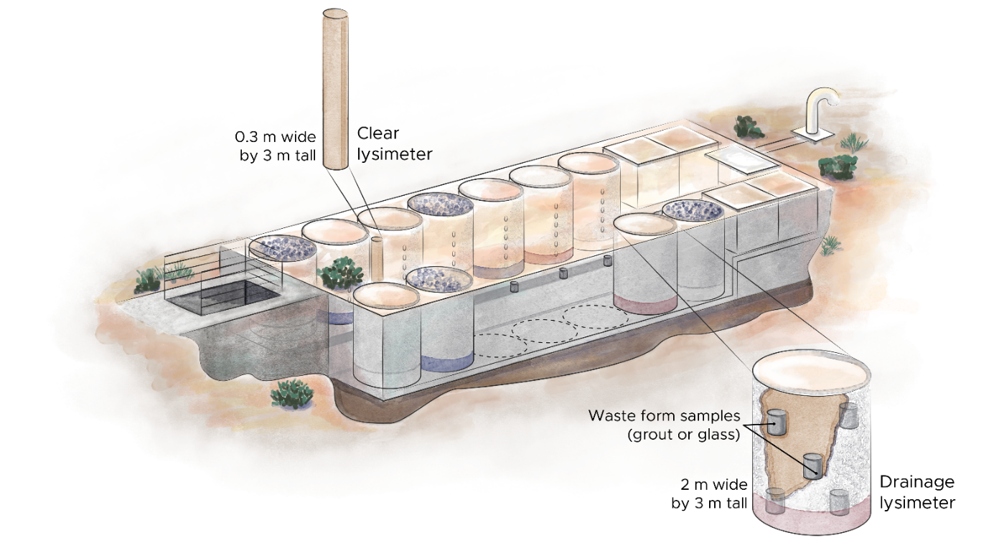 0.3 m wide
by 3 m tall
Clear
lysimeter
Waste form samples
(grout or glass)
2 m wide
by 3 m tall
Drainage
lysimeter